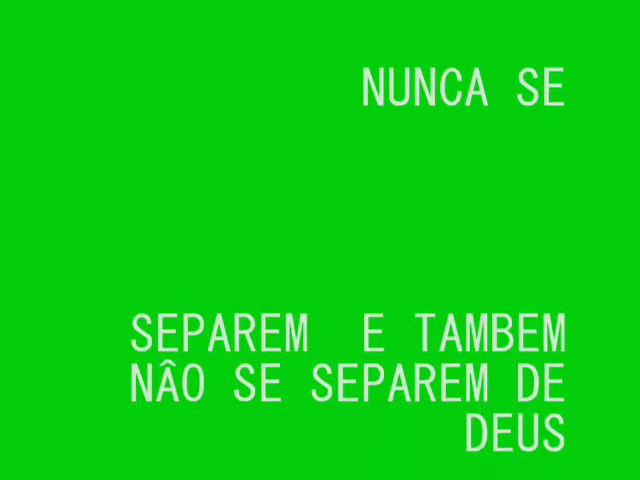 NUNCA SE
SEPAREM E TAMBEM
NÂO SE SEPAREM DE
DEUS